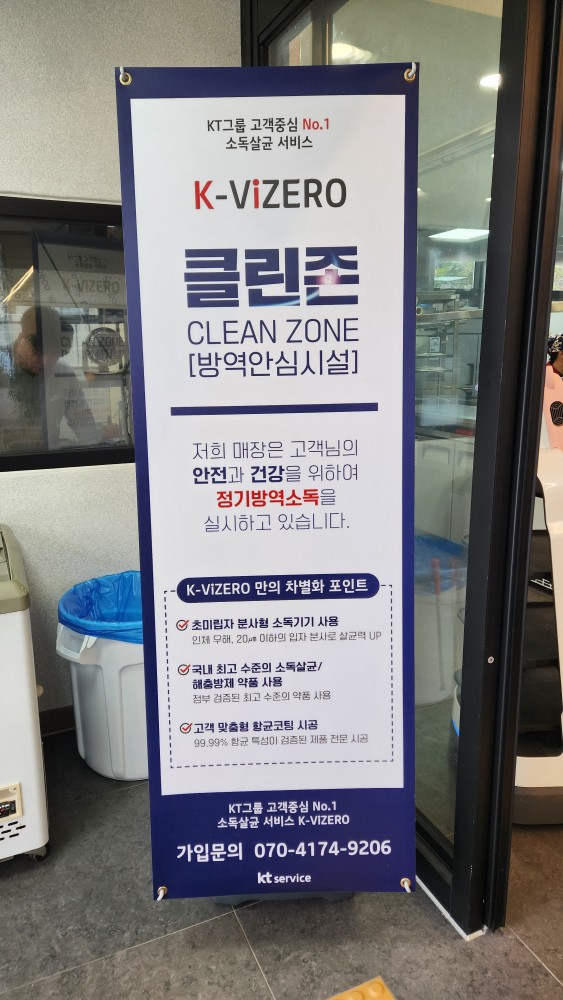 KT그룹 고객중심 No.1
소독살균 서비스
K-ViZERO
클린존
CLEAN ZONE
[방역안심시설]
저희 매장은 고객님의
안전과 건강을 위하여
정기방역소독을
실시하고 있습니다.
K-ViZERO 만의 차별화 포인트
초미립자 분사형 소독기기 사용
인체 무해, 20㎛ 이하의 입자 분사로 살균력 UP
국내 최고 수준의 소독살균/
해충방제 약품 사용
정부 검증된 최고 수준의 약품 사용
고객 맞춤형 항균코팅 시공
99.99% 항균 특성이 검증된 제품 전문 시공
KT그룹 고객중심 No.1
소독살균 서비스 K-VIZERO
가입문의 070-4174-9206
kt service
K-VIZERO
CLEAN ZONE